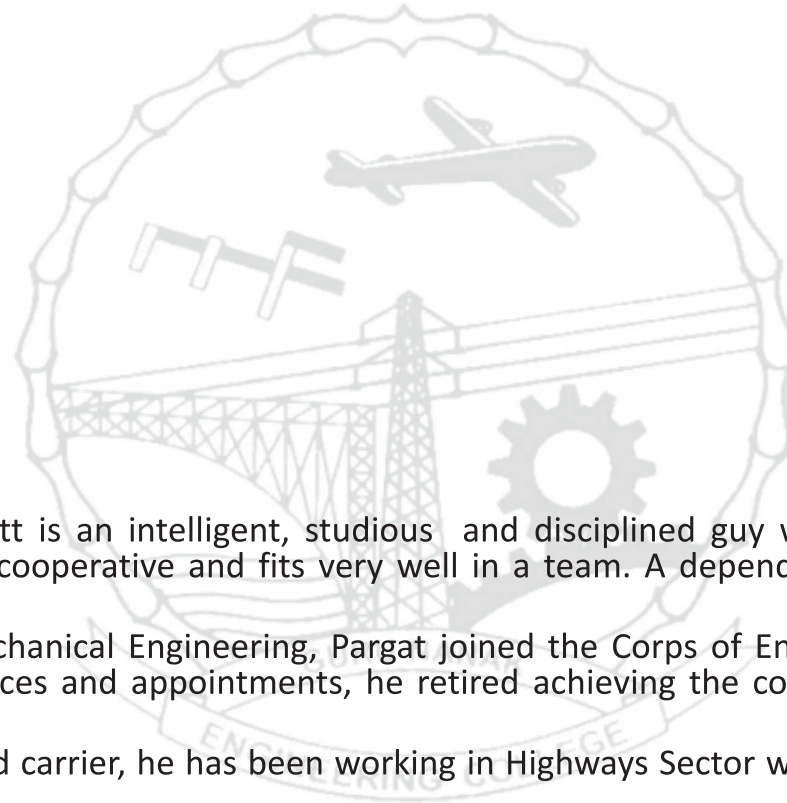 tt is an intelligent, studious and disciplined guy w
cooperative and fits very well in a team. A depend
chanical Engineering, Pargat joined the Corps of En
ces and appointments, he retired achieving the co
d carrier, he has been working in Highways Sector w
ENGINEERING COLLEGE